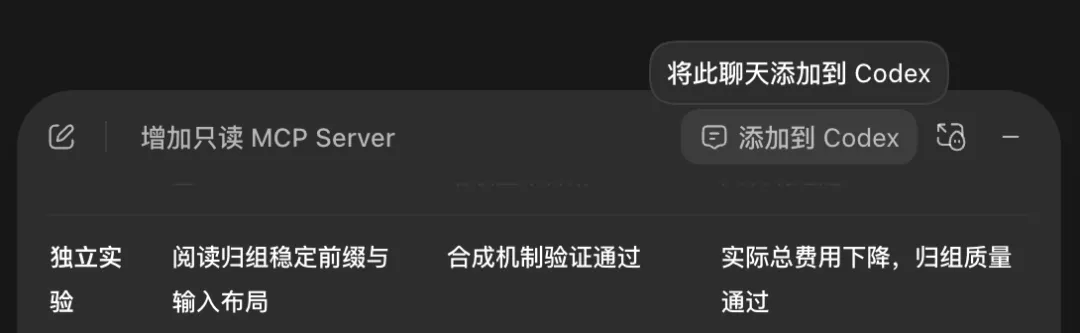 将此聊天添加到 Codex
增加只读 MCP Server
添加到 Codex
独立实验
阅读归组稳定前缀与
输入布局
合成机制验证通过
实际总费用下降，归组质量
通过